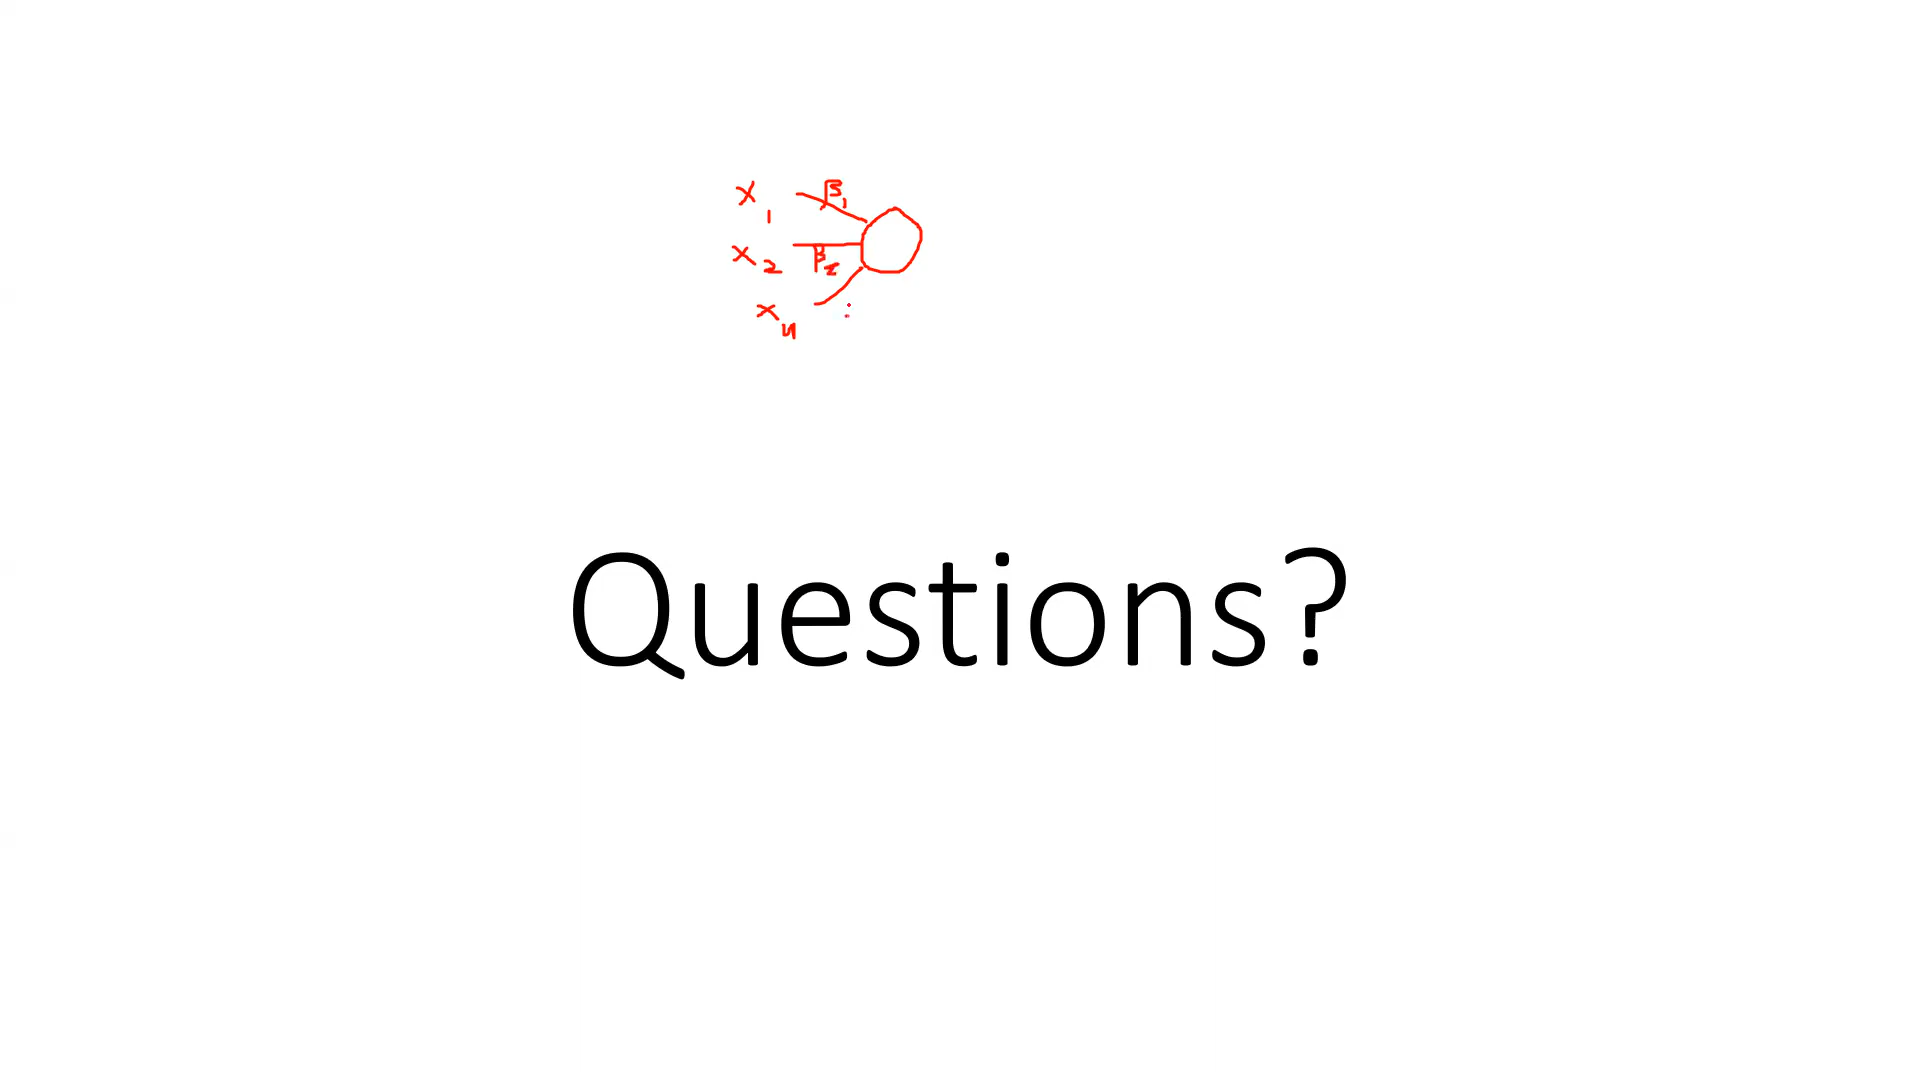 x₁ β₁
x₂ β₂
xₙ :
Questions?